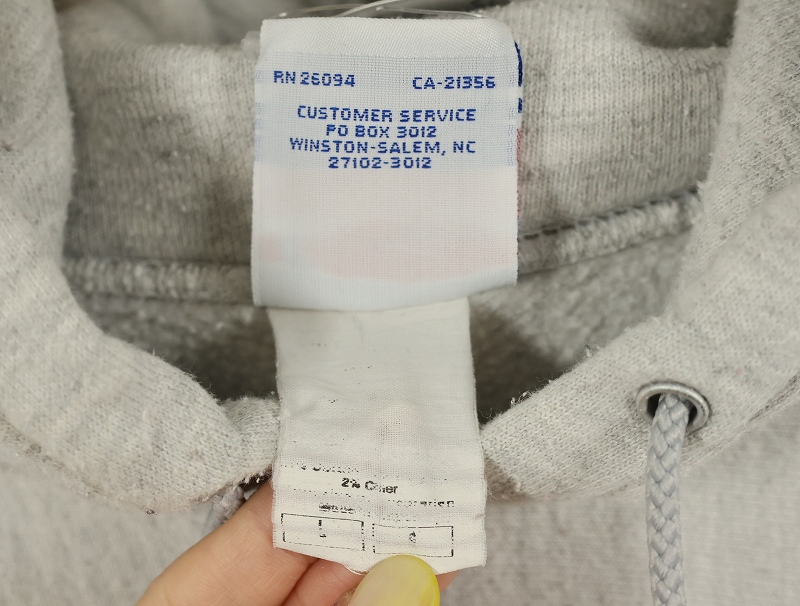 RN 26094 CA-21356
CUSTOMER SERVICE
PO BOX 3012
WINSTON-SALEM, NC
27102-3012
2% Other
L